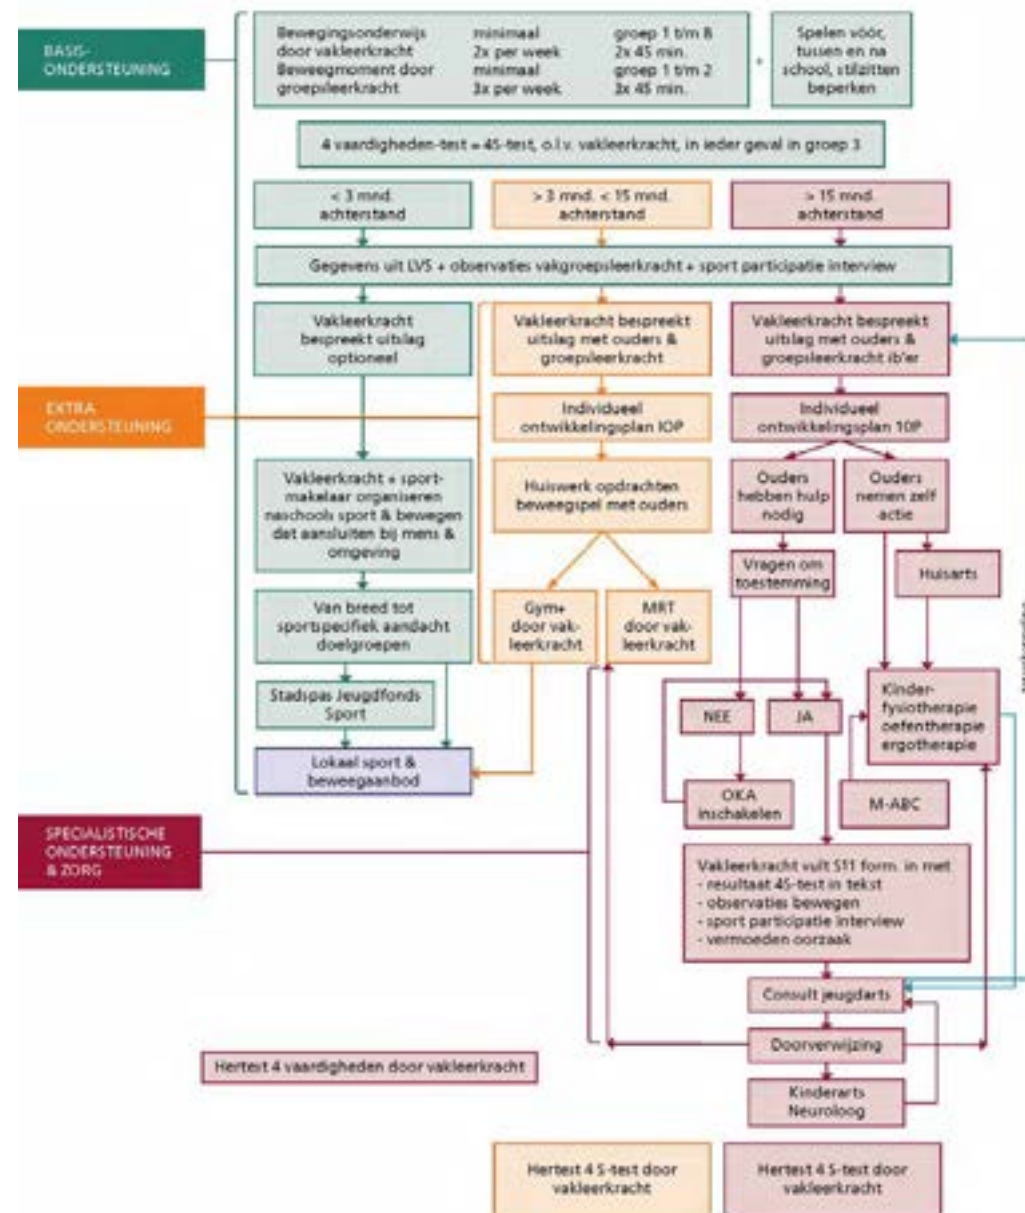 BASIS-
ONDERSTEUNING
Bewegingsonderwijs minimaal groep 1 t/m 8
door vakleerkracht 2x per week 2x 45 min.
Beweegmoment door minimaal groep 1 t/m 2
groepsleerkracht 3x per week 3x 45 min.
+
Spelen vóór,
tussen en na
school, stilzitten
beperken
4 vaardigheden-test = 4S-test, o.l.v. vakleerkracht, in ieder geval in groep 3
< 3 mnd.
achterstand
> 3 mnd. < 15 mnd.
achterstand
> 15 mnd.
achterstand
Gegevens uit LVS + observaties vakgroepsleerkracht + sport participatie interview
Vakleerkracht
bespreekt uitslag
optioneel
Vakleerkracht bespreekt
uitslag met ouders &
groepsleerkracht
Vakleerkracht bespreekt
uitslag met ouders &
groepsleerkracht ib'er
EXTRA
ONDERSTEUNING
Individueel
ontwikkelingsplan IOP
Individueel
ontwikkelingsplan 10P
Vakleerkracht + sport-
makelaar organiseren
naschools sport & bewegen
dat aansluiten bij mens &
omgeving
Huiswerk opdrachten
beweegspel met ouders
Ouders
hebben hulp
nodig
Ouders
nemen zelf
actie
Vragen om
toestemming
Huisarts
Van breed tot
sportspecifiek aandacht
doelgroepen
Gym+
door vak-
leerkracht
MRT
door vak-
leerkracht
Stadspas Jeugdfonds
Sport
NEE
JA
Kinder-
fysiotherapie
oefentherapie
ergotherapie
Lokaal sport &
beweegaanbod
OKA
inschakelen
M-ABC
SPECIALISTISCHE
ONDERSTEUNING
& ZORG
Vakleerkracht vult S11 form. in met
- resultaat 4S-test in tekst
- observaties bewegen
- sport participatie interview
- vermoeden oorzaak
Consult jeugdarts
Doorverwijzing
Hertest 4 vaardigheden door vakleerkracht
Kinderarts
Neuroloog
Hertest 4 S-test door
vakleerkracht
Hertest 4 S-test door
vakleerkracht